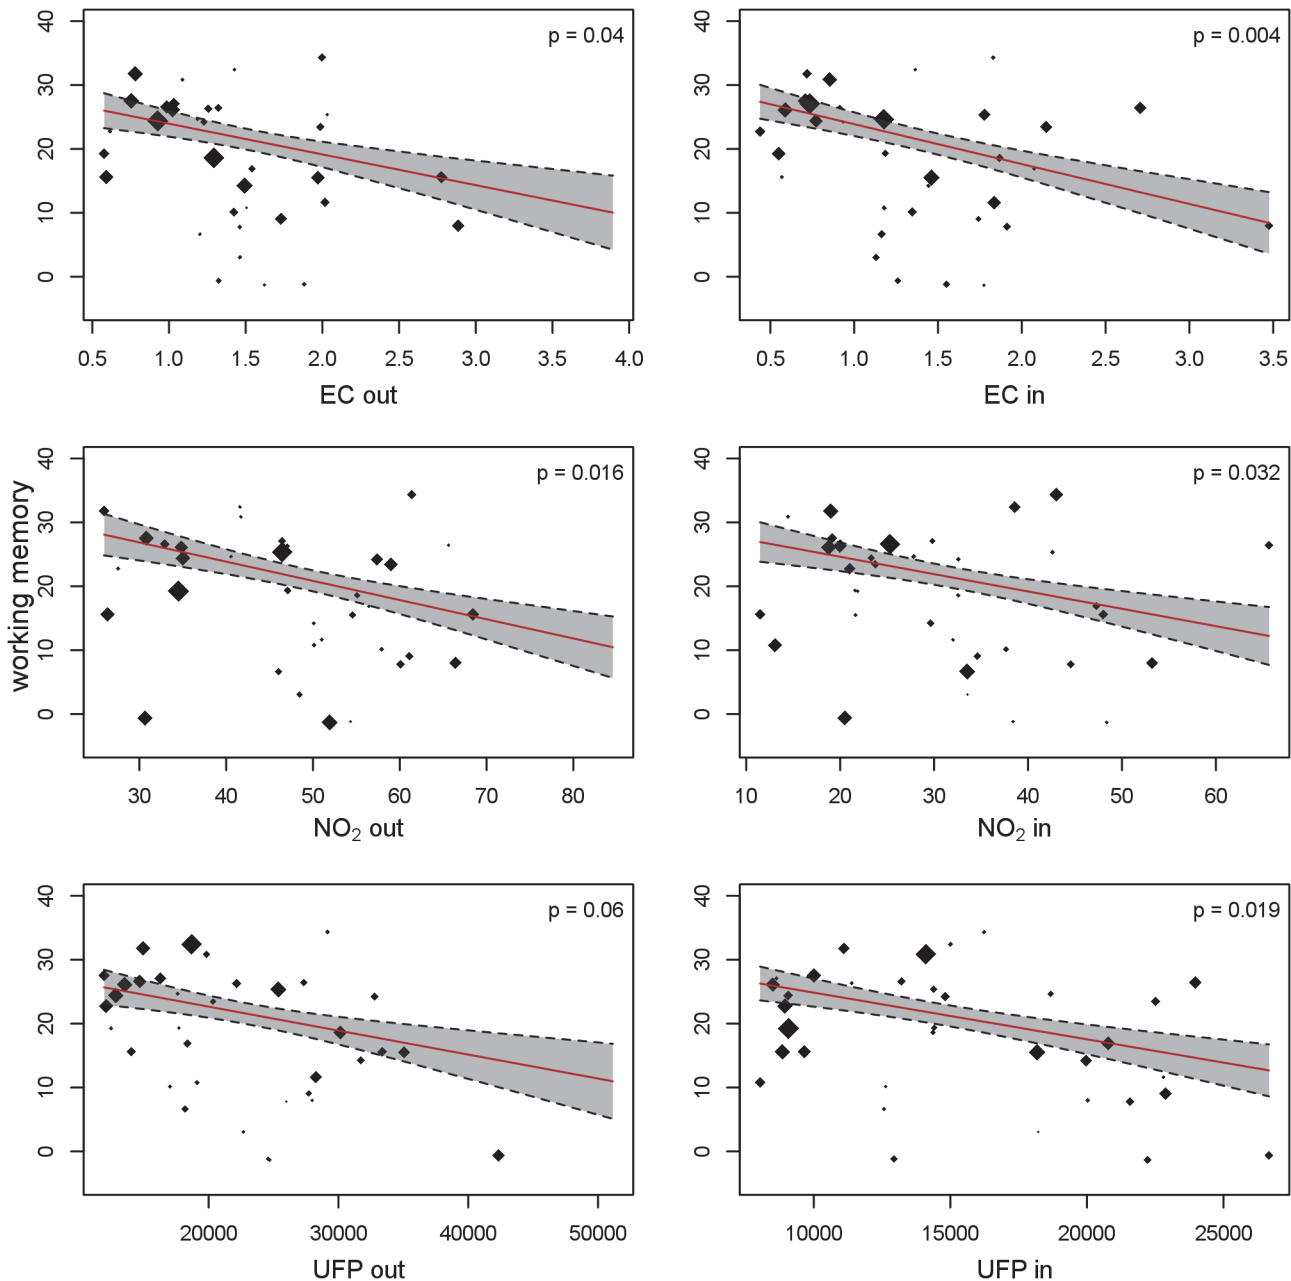 p = 0.04
40
30
20
10
0
0.5 1.0 1.5 2.0 2.5 3.0 3.5 4.0
EC out
p = 0.004
40
30
20
10
0
0.5 1.0 1.5 2.0 2.5 3.0 3.5
EC in
working memory
p = 0.016
40
30
20
10
0
30 40 50 60 70 80
NO₂ out
p = 0.032
40
30
20
10
0
10 20 30 40 50 60
NO₂ in
p = 0.06
40
30
20
10
0
20000 30000 40000 50000
UFP out
p = 0.019
40
30
20
10
0
10000 15000 20000 25000
UFP in